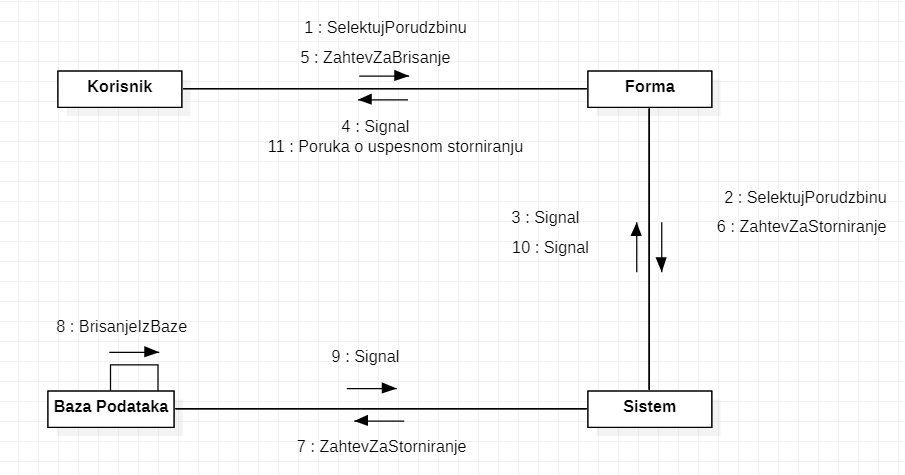 1 : SelektujPorudzbinu
5 : ZahtevZaBrisanje
Korisnik
Forma
4 : Signal
11 : Poruka o uspesnom storniranju
2 : SelektujPorudzbinu
3 : Signal
6 : ZahtevZaStorniranje
10 : Signal
8 : BrisanjeIzBaze
9 : Signal
Baza Podataka
Sistem
7 : ZahtevZaStorniranje